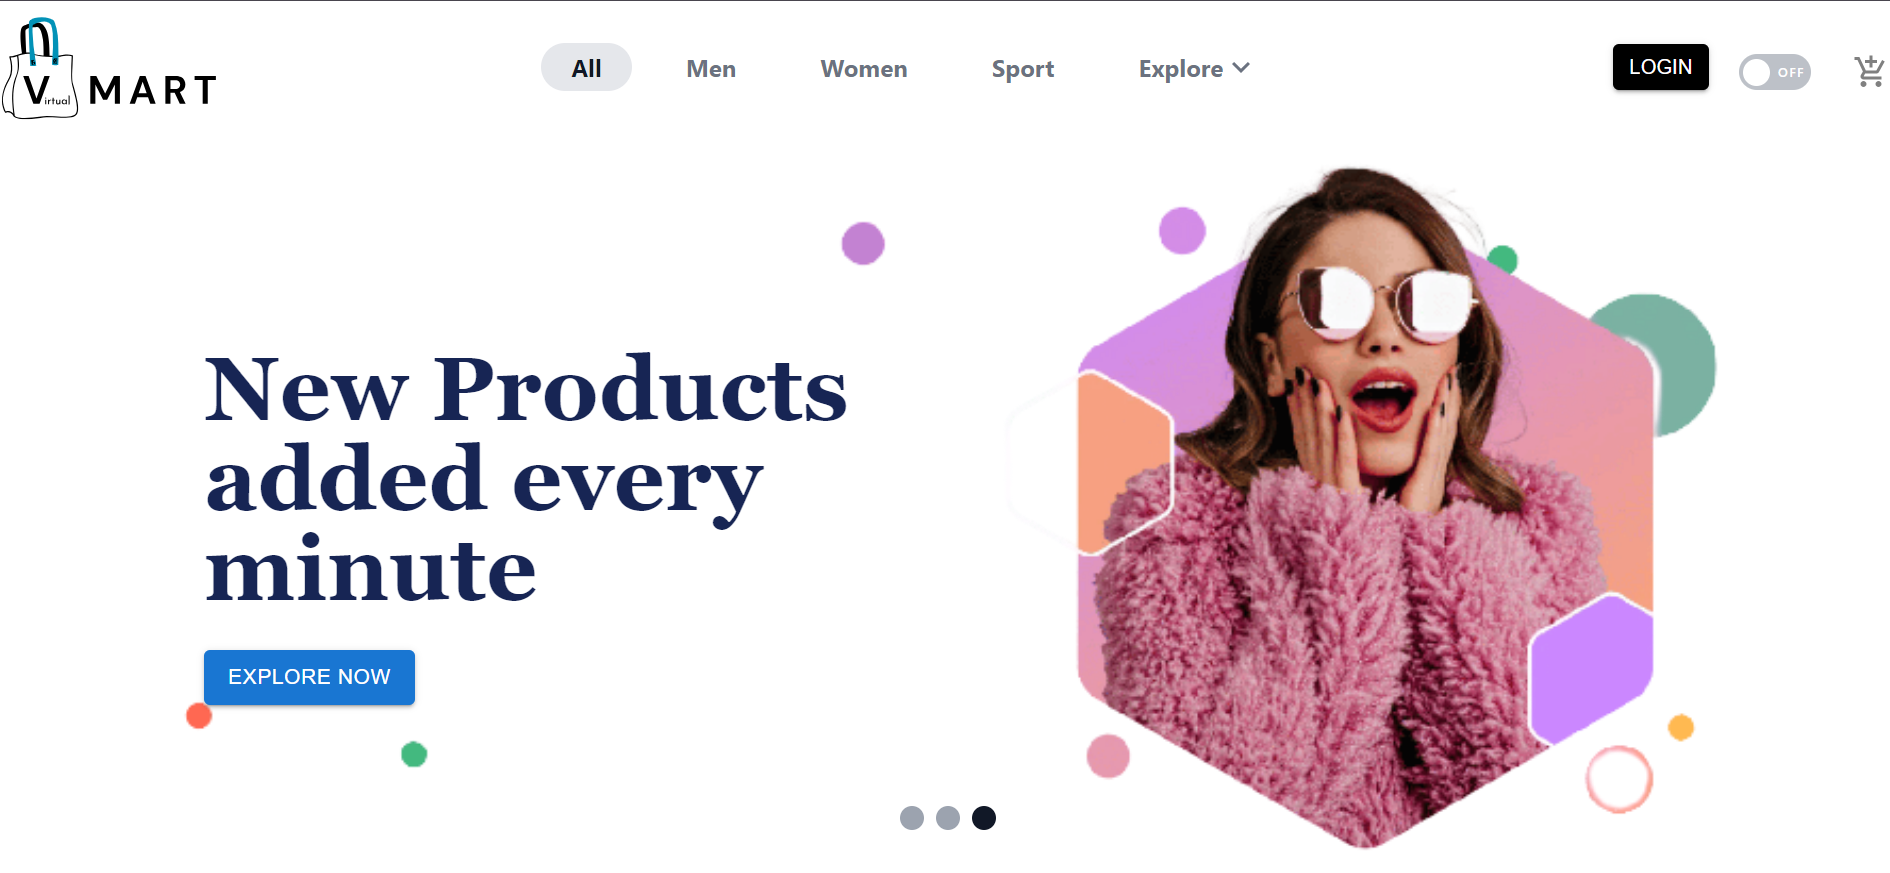 Virtual MART
All
Men
Women
Sport
Explore
LOGIN
OFF
New Products
added every
minute
EXPLORE NOW